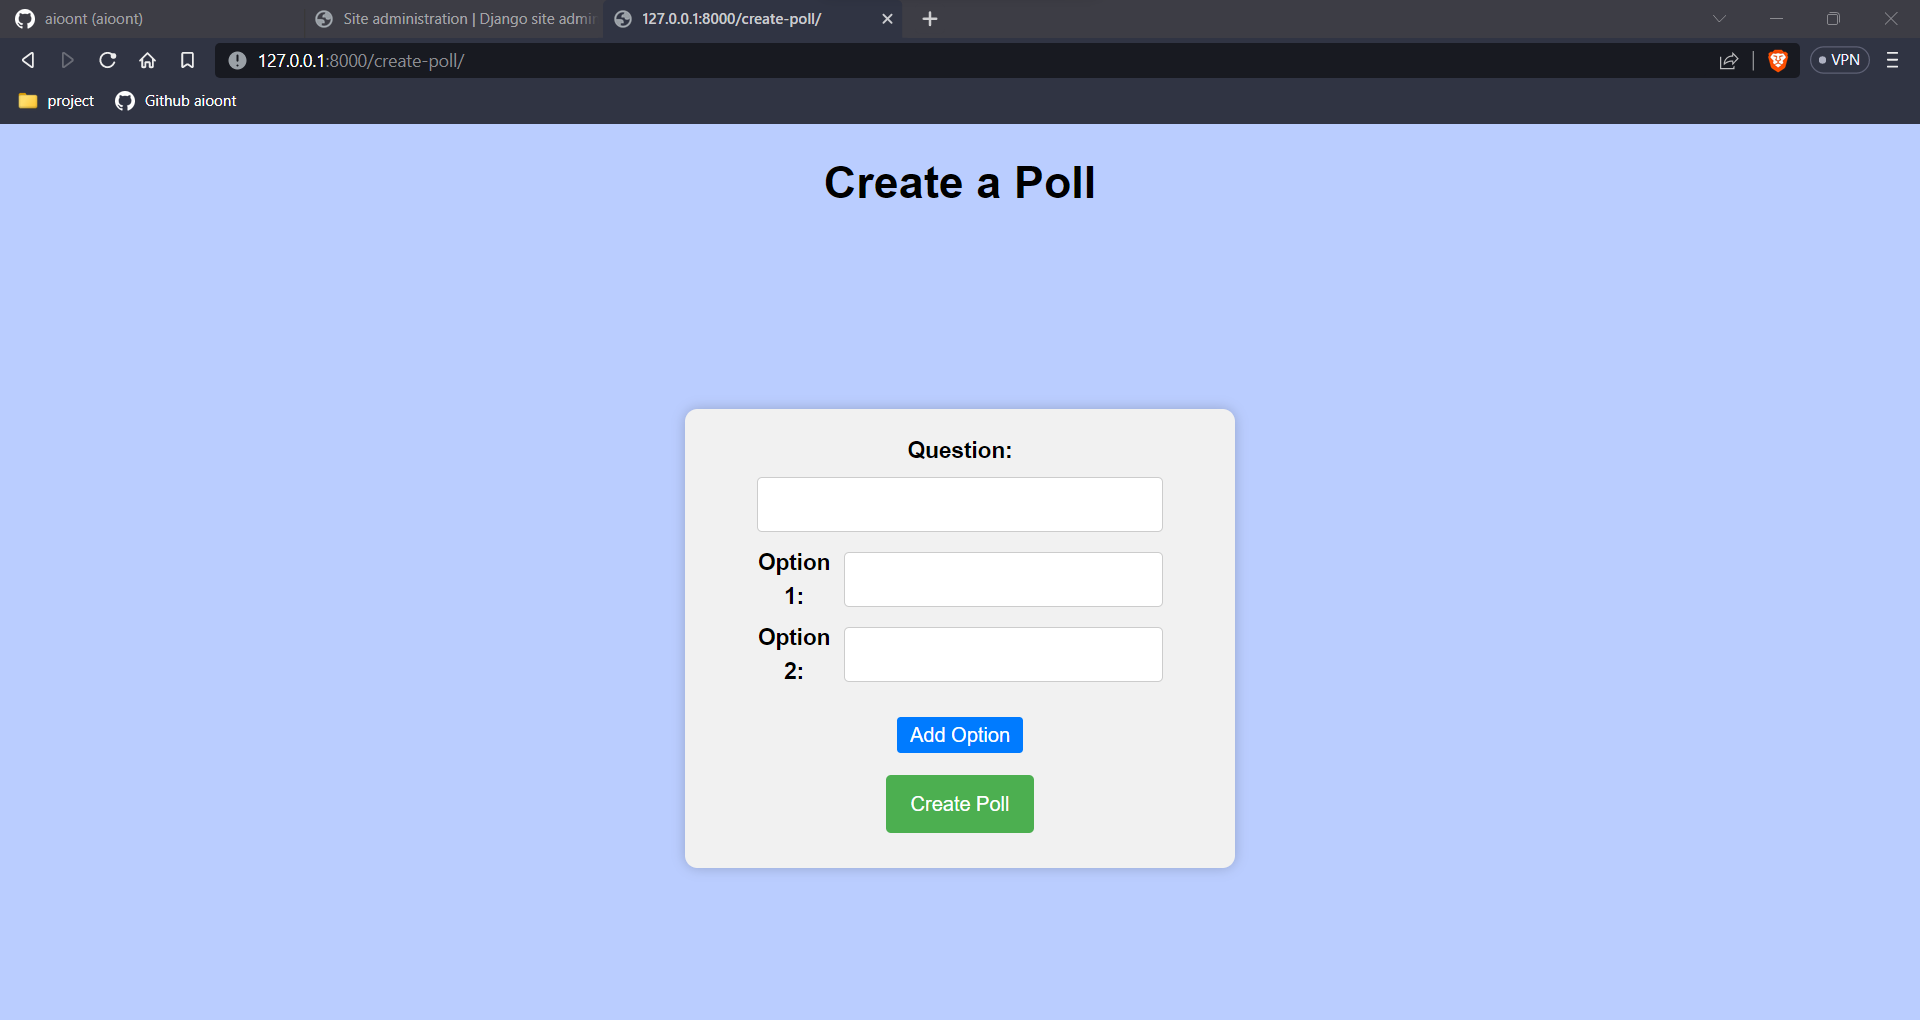 aioont (aioont)
Site administration | Django site admi
127.0.0.1:8000/create-poll/
127.0.0.1:8000/create-poll/
VPN
project
Github aioont
Create a Poll
Question:
Option
1:
Option
2:
Add Option
Create Poll